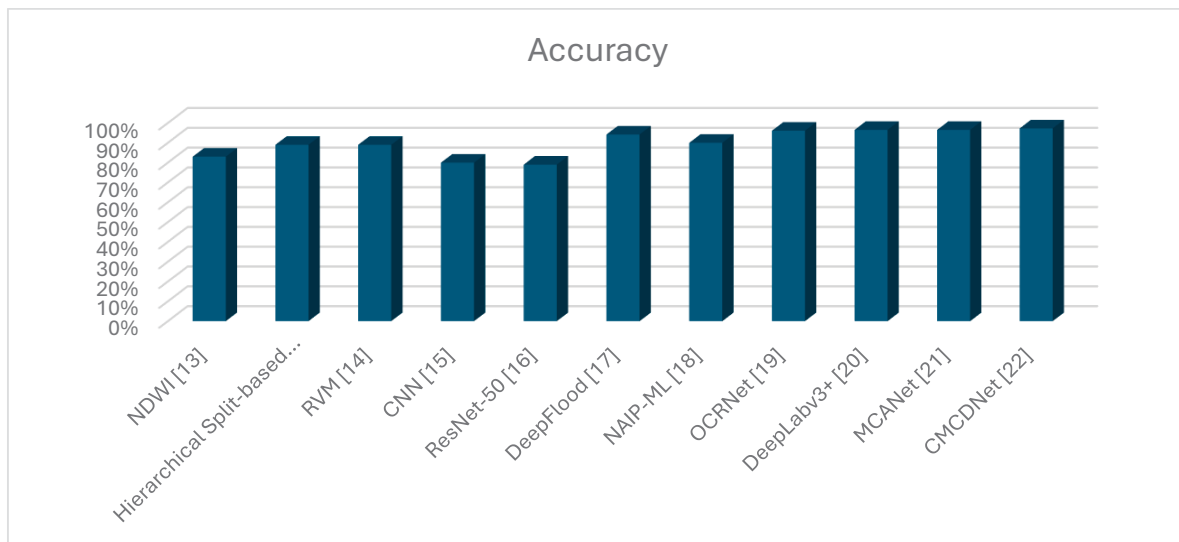 Accuracy
100%
90%
80%
70%
60%
50%
40%
30%
20%
10%
0%
NDWI [13]
Hierarchical Split-based...
RVM [14]
CNN [15]
ResNet-50 [16]
DeepFlood [17]
NAIP-ML [18]
OCRNet [19]
DeepLabv3+ [20]
MCANet [21]
CMCDNet [22]